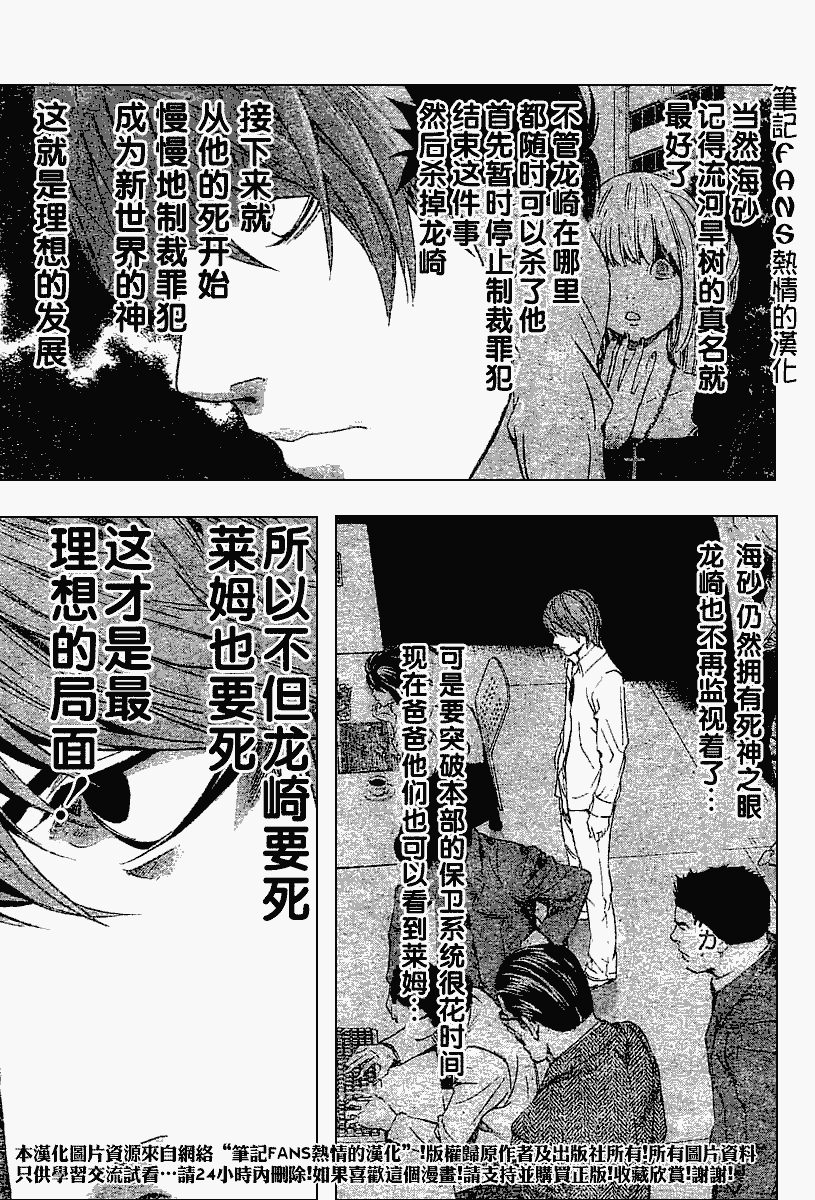 筆記FANS熱情的漢化
当然海砂
记得流河旱树的真名就
最好了
不管龙崎在哪里
都随时可以杀了他
首先暂时停止制裁罪犯
结束这件事
然后杀掉龙崎
接下来就
从他的死开始
慢慢地制裁罪犯
成为新世界的神
这就是理想的发展
海砂仍然拥有死神之眼
龙崎也不再监视着了…
可是要突破本部的保卫系统很花时间
现在爸爸他们也可以看到莱姆…
か
所以不但龙崎要死
莱姆也要死
这才是最
理想的局面!!
本漢化圖片資源來自網絡“筆記FANS熱情的漢化”!版權歸原作者及出版社所有!所有圖片資料
只供學習交流試看…請24小時內刪除!如果喜歡這個漫畫!請支持並購買正版!收藏欣賞!謝謝!